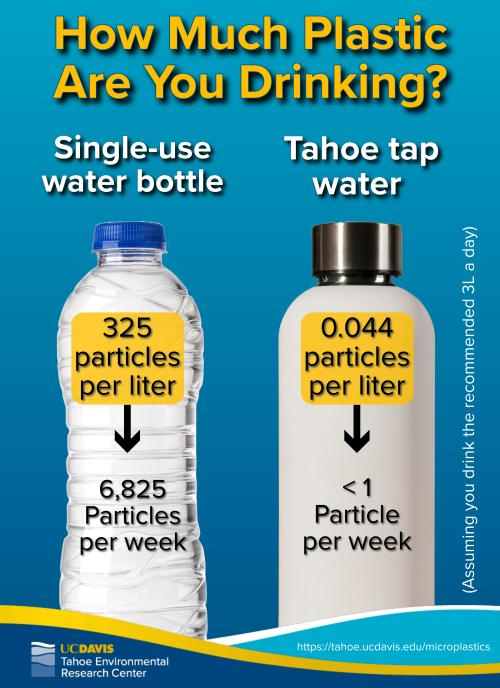 How Much Plastic
Are You Drinking?
Single-use
water bottle
325
particles
per liter
6,825
Particles
per week
Tahoe tap
water
0.044
particles
per liter
< 1
Particle
per week
(Assuming you drink the recommended 3L a day)
UCDAVIS
Tahoe Environmental
Research Center
https://tahoe.ucdavis.edu/microplastics